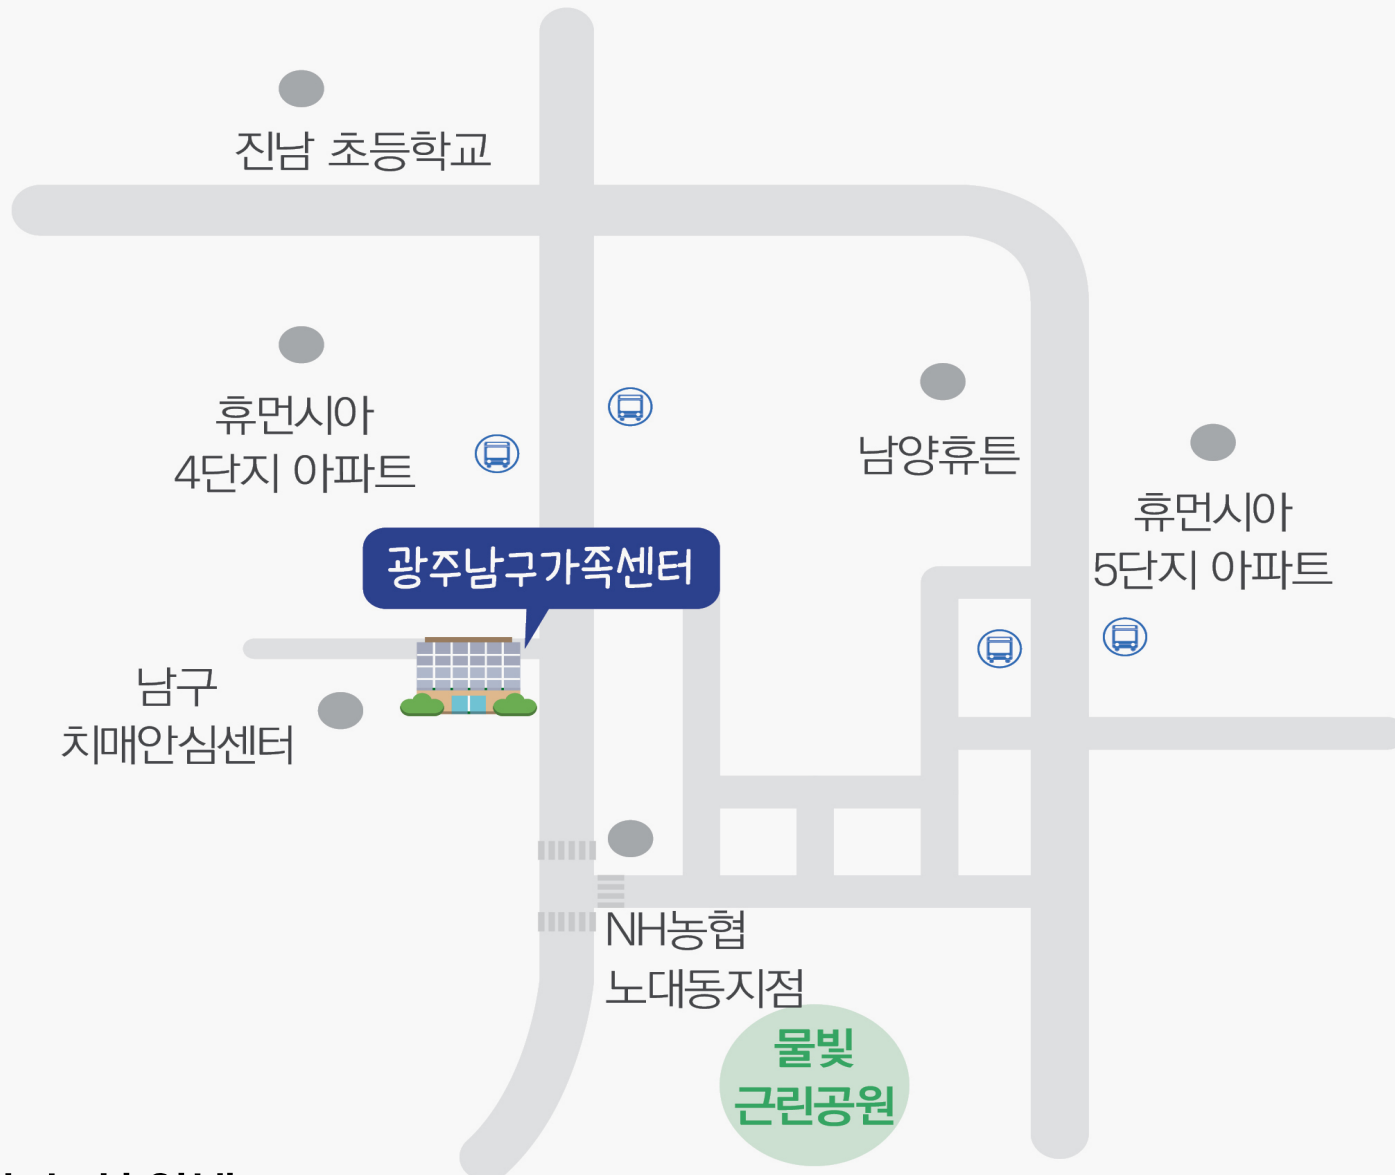 진남 초등학교
휴먼시아
4단지 아파트
남양휴튼
휴먼시아
5단지 아파트
광주남구가족센터
남구
치매안심센터
NH농협
노대동지점
물빛
근린공원